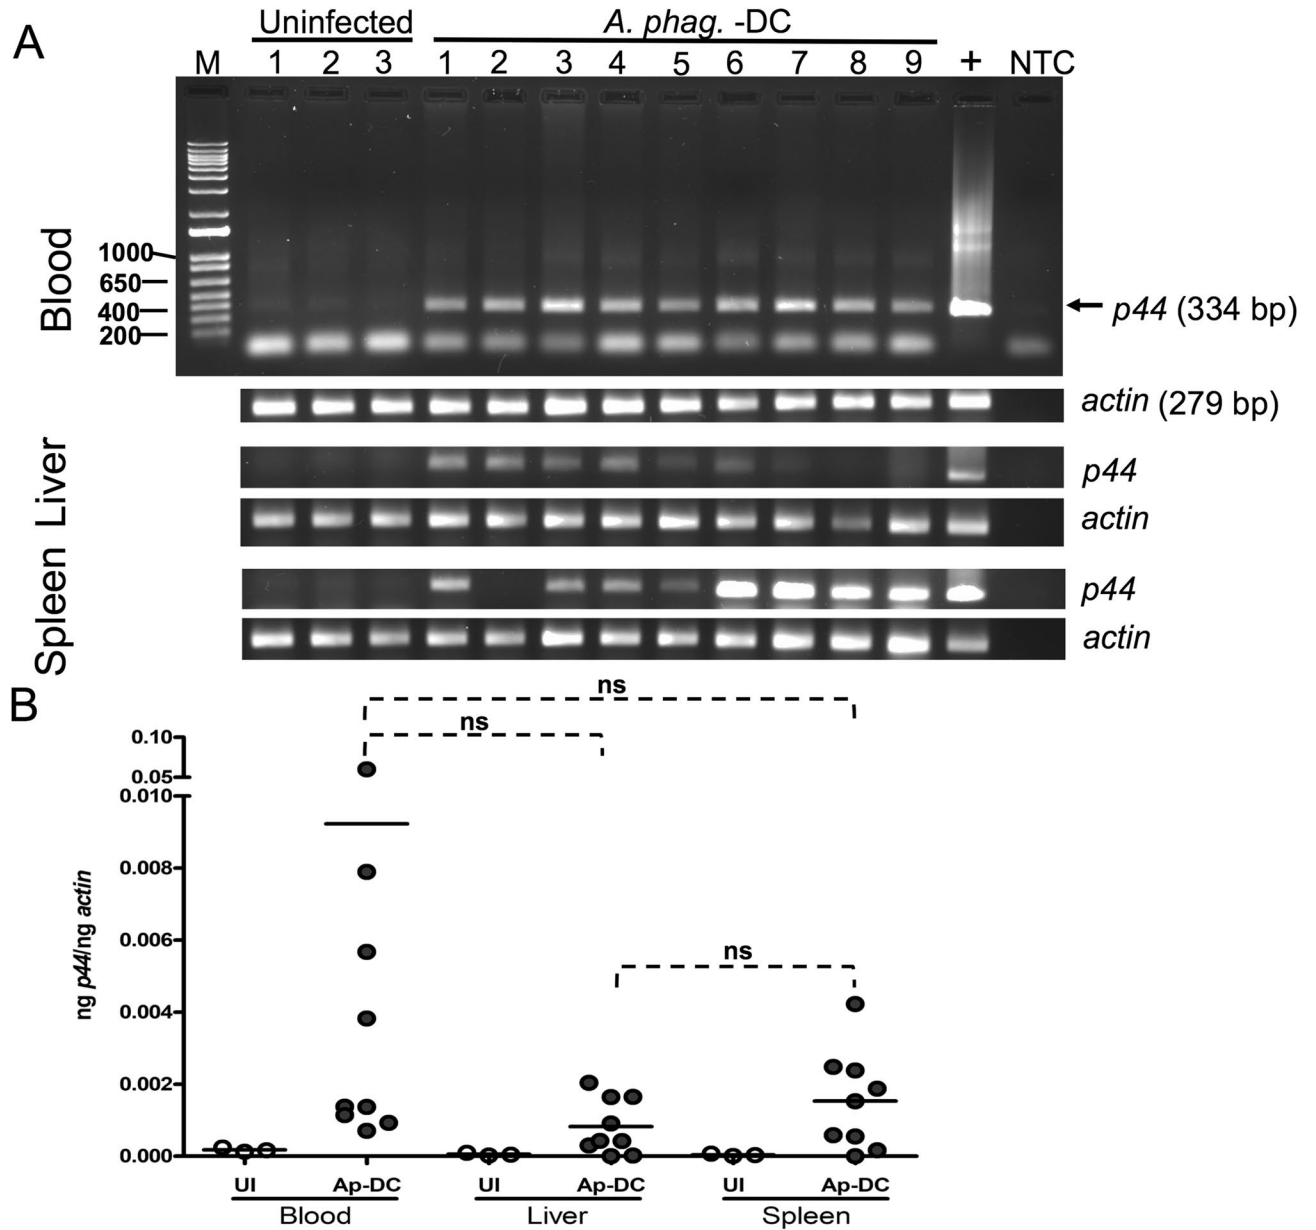 A
Uninfected
A. phag. -DC
M 1 2 3 1 2 3 4 5 6 7 8 9 + NTC
Blood
1000
650
400
200
p44 (334 bp)
actin (279 bp)
Liver
p44
actin
Spleen
p44
actin
B
ns
ns
ns
0.10
0.05
0.010
0.008
0.006
0.004
0.002
0.000
ng p44/ng actin
UI Ap-DC UI Ap-DC UI Ap-DC
Blood Liver Spleen